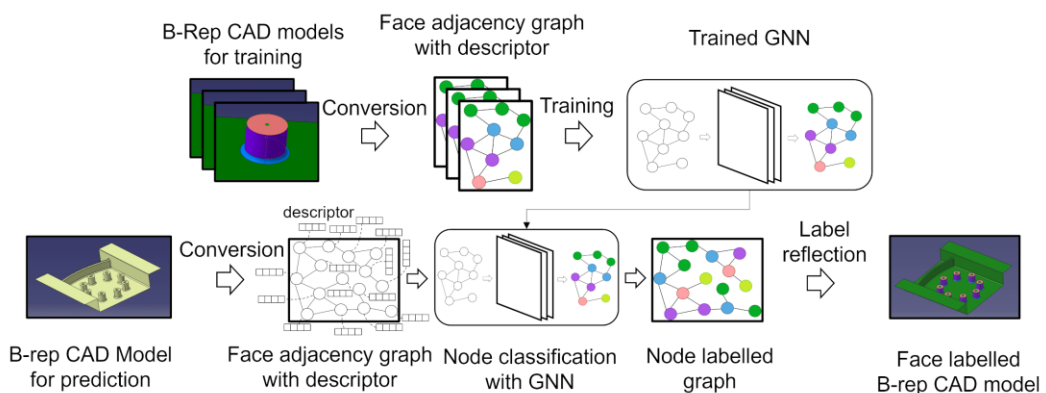 B-Rep CAD models
for training
Conversion
Face adjacency graph
with descriptor
Training
Trained GNN
B-rep CAD Model
for prediction
Conversion
descriptor
Face adjacency graph
with descriptor
Node classification
with GNN
Node labelled
graph
Label
reflection
Face labelled
B-rep CAD model